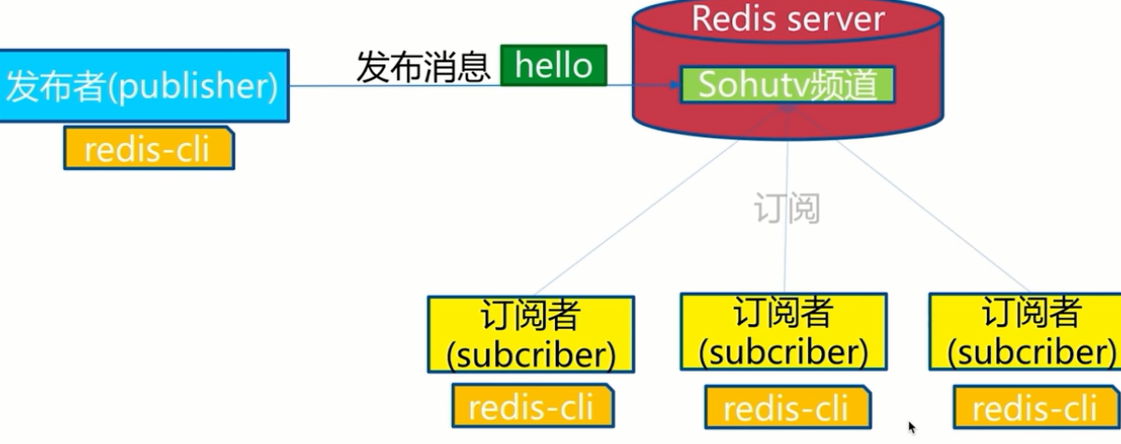 Redis server
发布消息 hello
发布者(publisher)
Sohutv频道
redis-cli
订阅
订阅者
(subcriber)
redis-cli
订阅者
(subcriber)
redis-cli
订阅者
(subcriber)
redis-cli